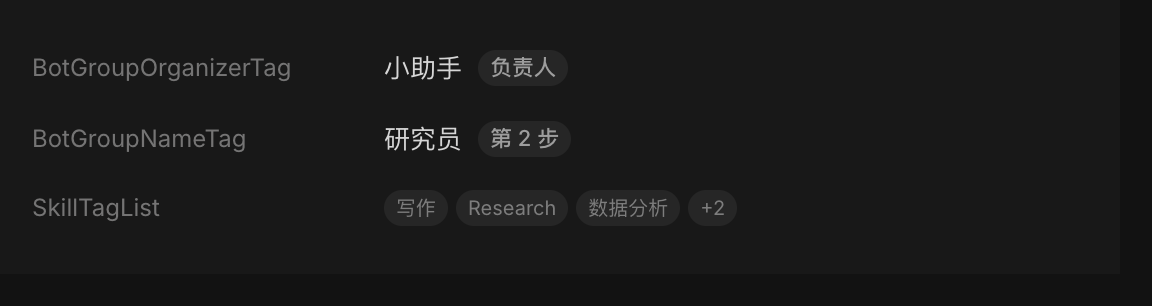 BotGroupOrganizerTag 小助手 负责人
BotGroupNameTag 研究员 第 2 步
SkillTagList 写作 Research 数据分析 +2